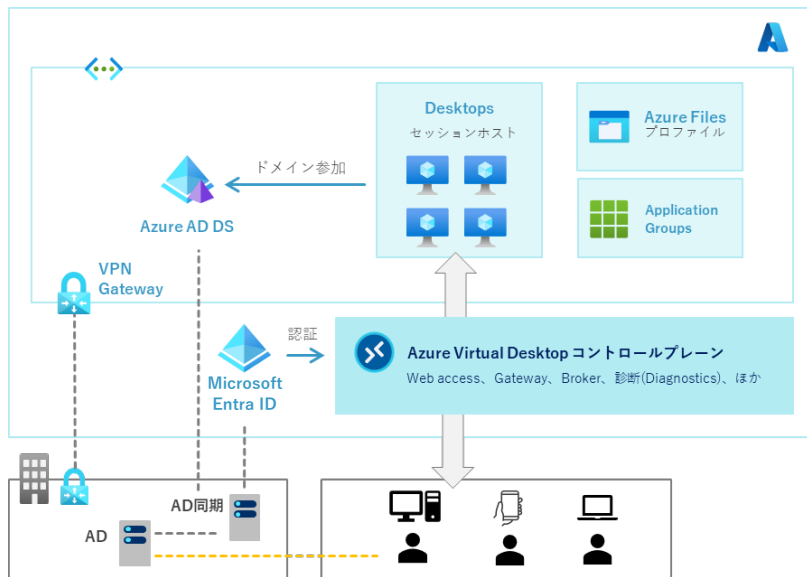 Desktops
セッションホスト
Azure Files
プロファイル
ドメイン参加
Azure AD DS
Application
Groups
VPN
Gateway
認証
Microsoft
Entra ID
Azure Virtual Desktop コントロールプレーン
Web access、Gateway、Broker、診断(Diagnostics)、ほか
AD同期
AD